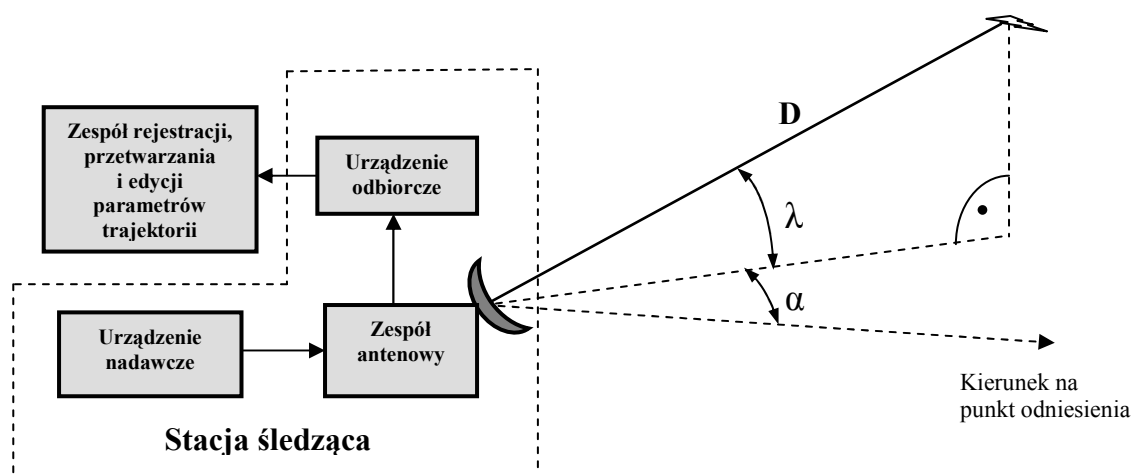 Zespół rejestracji,
przetwarzania
i edycji
parametrów
trajektorii
Urządzenie
odbiorcze
Urządzenie
nadawcze
Zespół
antenowy
Stacja śledząca
D
λ
α
Kierunek na
punkt odniesienia